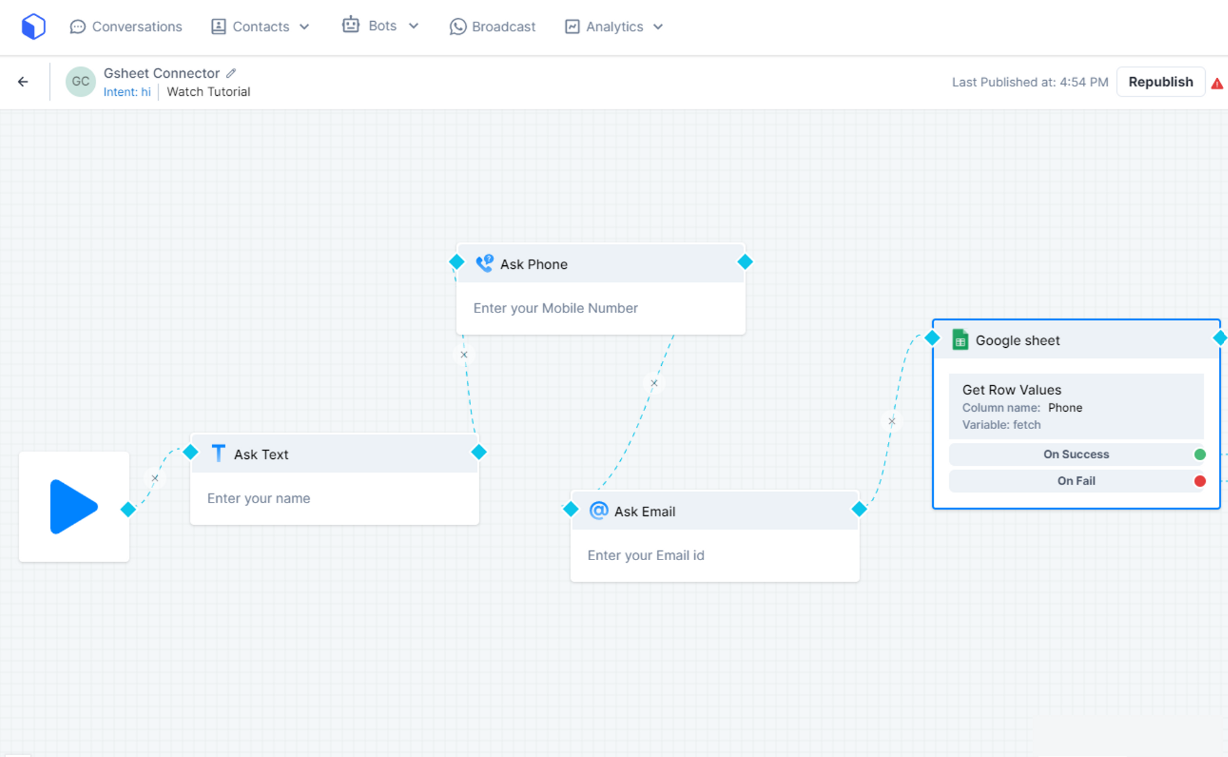 Conversations Contacts Bots Broadcast Analytics
GC
Gsheet Connector
Intent: hi Watch Tutorial
Last Published at: 4:54 PM Republish
Ask Phone
Enter your Mobile Number
Google sheet
Get Row Values
Column name: Phone
Variable: fetch
On Success
On Fail
Ask Text
Enter your name
Ask Email
Enter your Email id